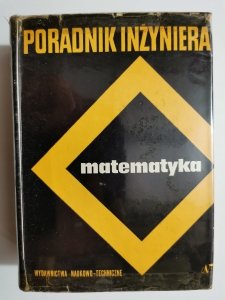 PORADNIK INŻYNIERA
matematyka
WYDAWNICTWA NAUKOWO-TECHNICZNE